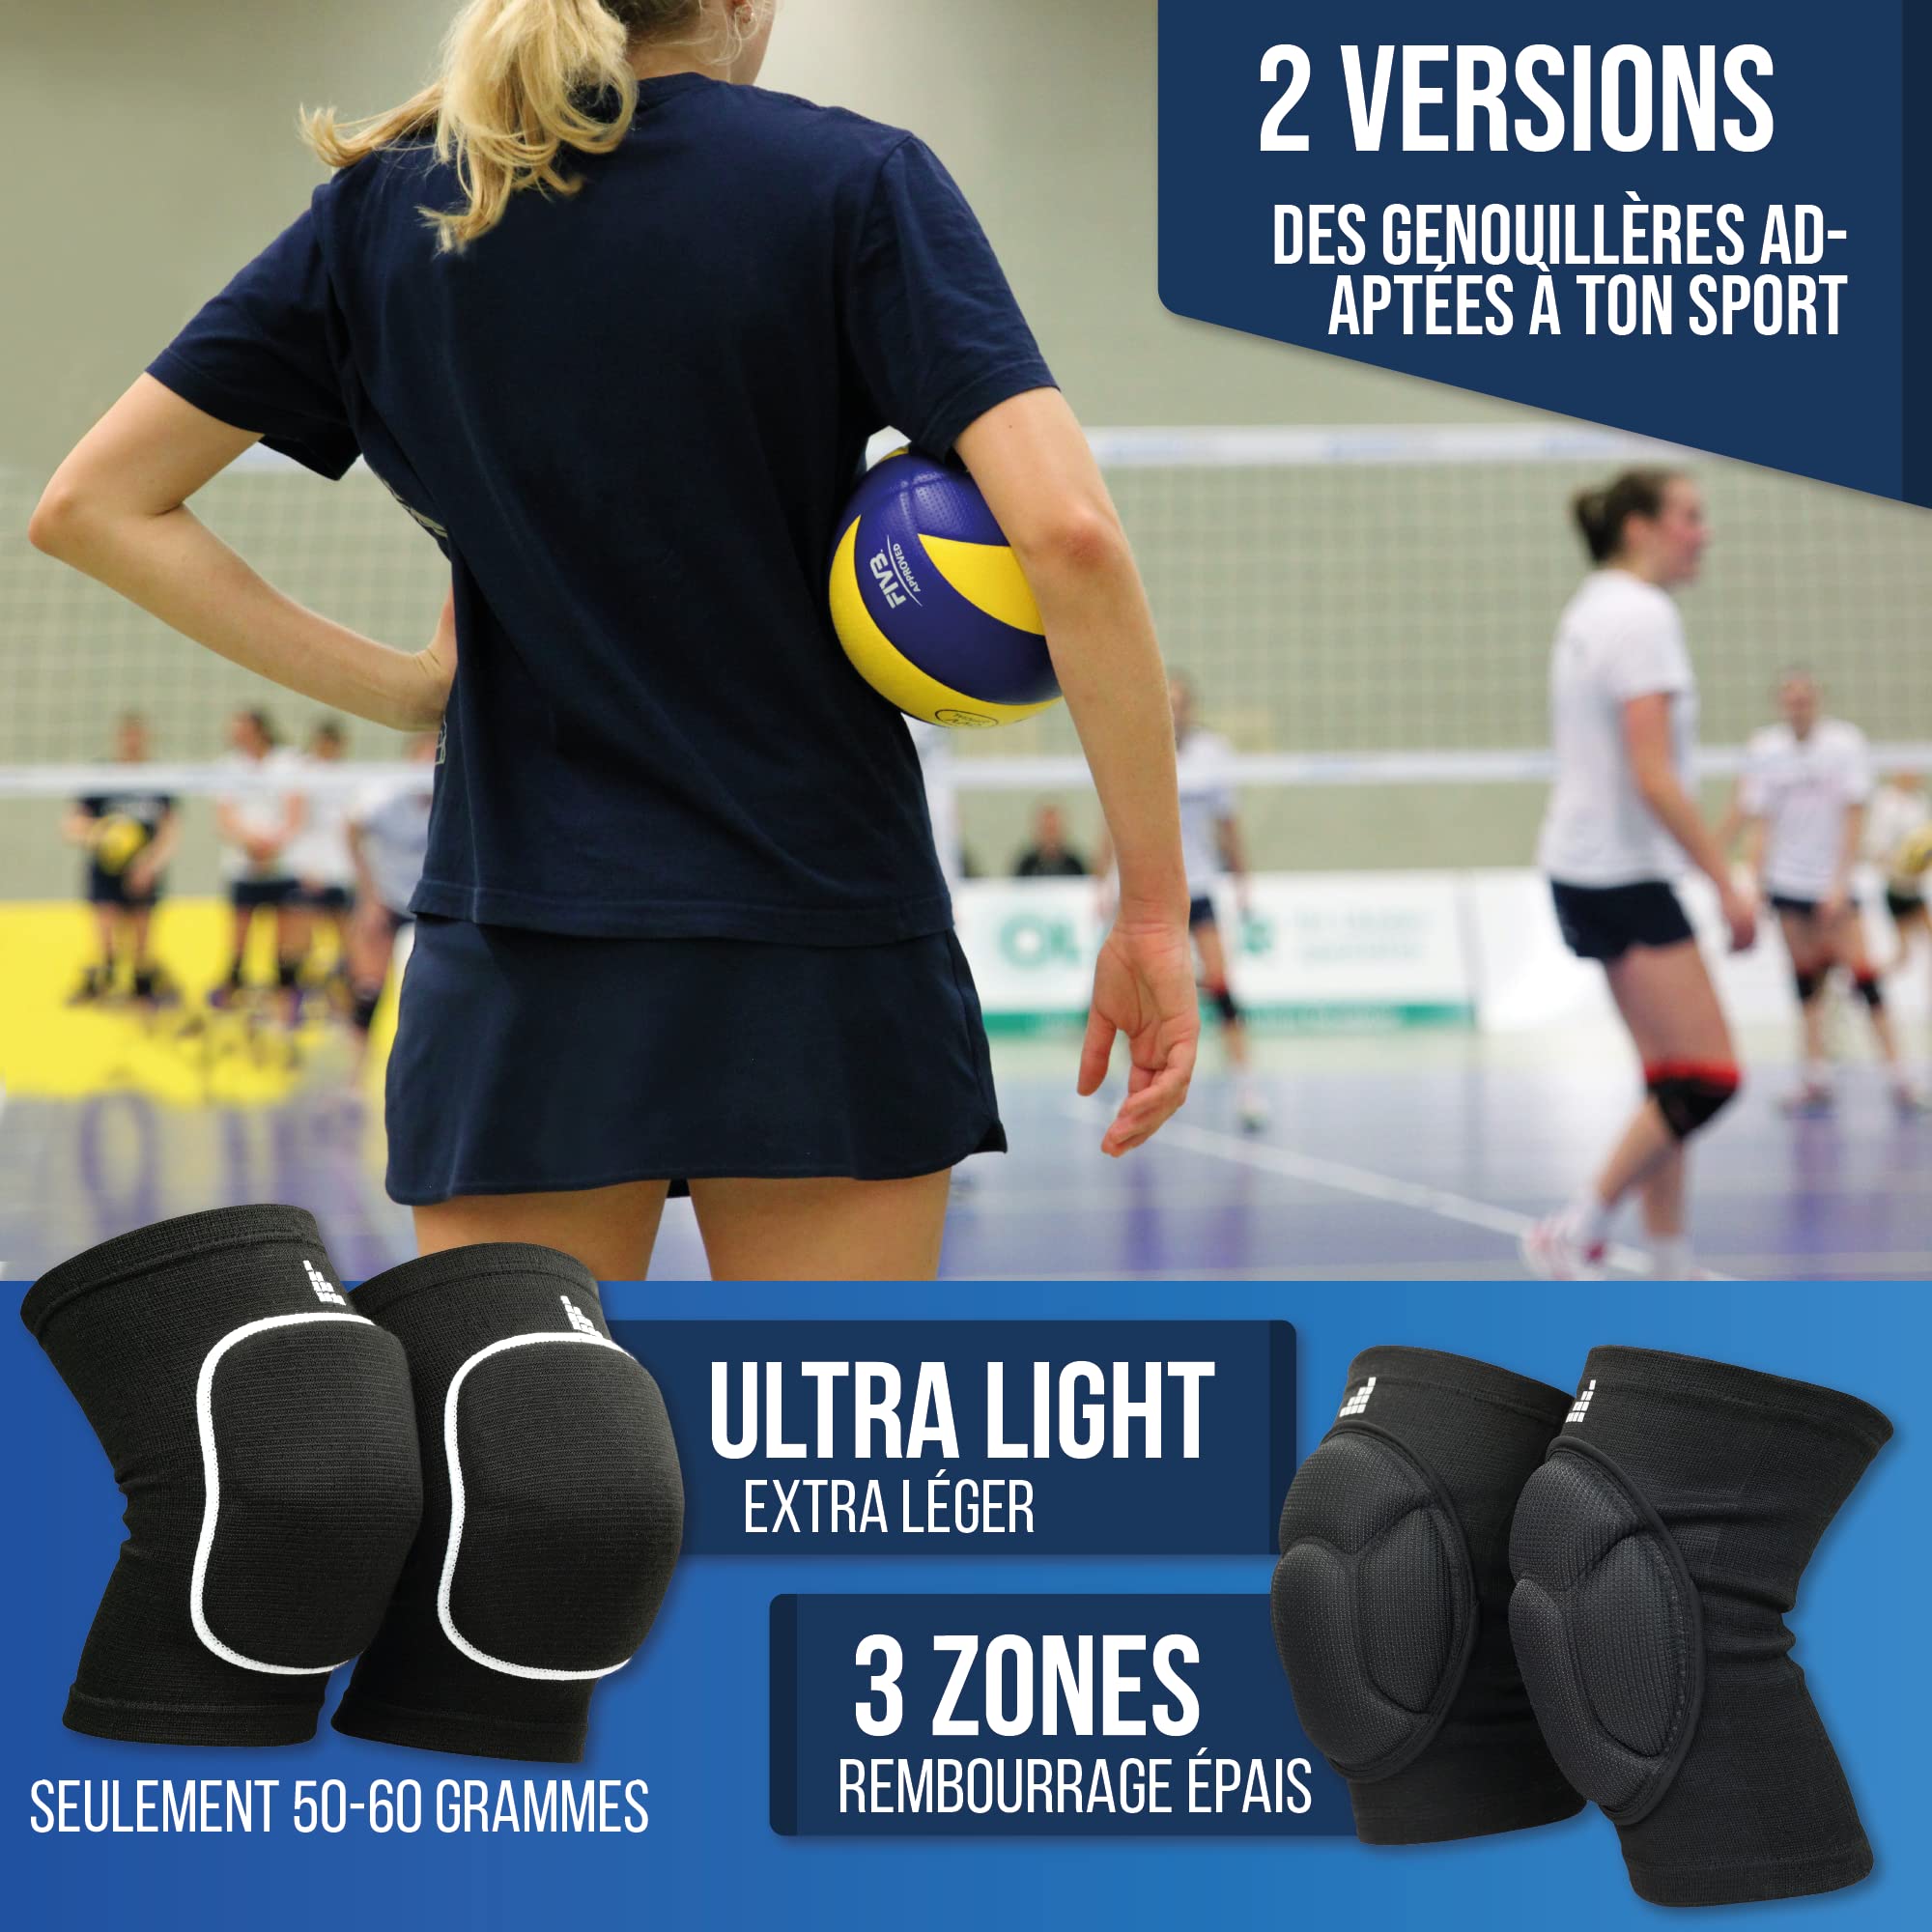 2 VERSIONS
DES GENOUILLÈRES AD-
APTÉES À TON SPORT
FIVB
APPROVED
ULTRA LIGHT
EXTRA LÉGER
3 ZONES
REMBOURRAGE ÉPAIS
SEULEMENT 50-60 GRAMMES